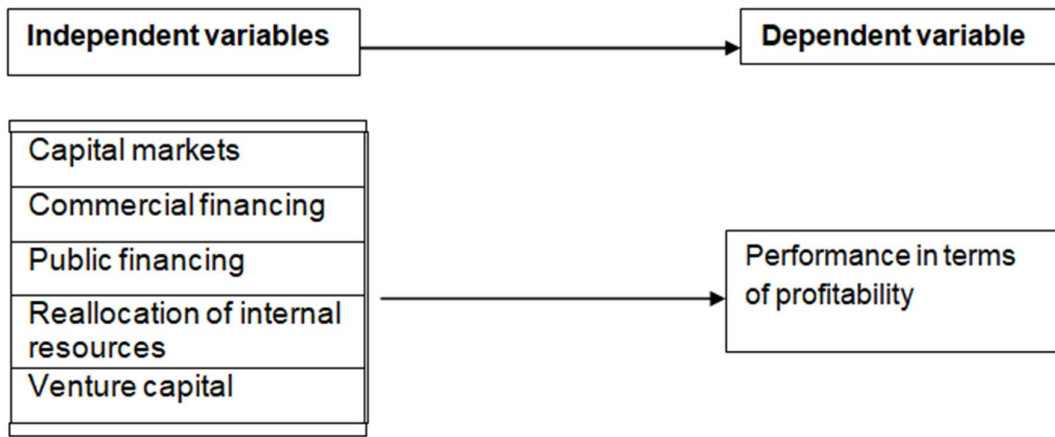 Independent variables
Dependent variable
Capital markets
Commercial financing
Public financing
Reallocation of internal
resources
Venture capital
Performance in terms
of profitability